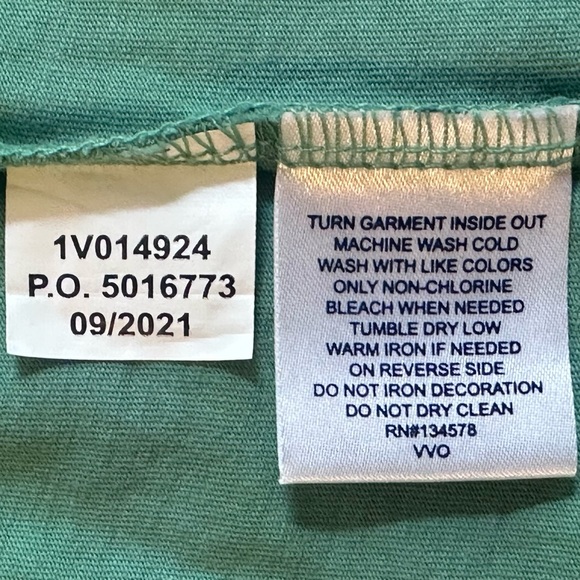 1V014924
P.O. 5016773
09/2021
TURN GARMENT INSIDE OUT
MACHINE WASH COLD
WASH WITH LIKE COLORS
ONLY NON-CHLORINE
BLEACH WHEN NEEDED
TUMBLE DRY LOW
WARM IRON IF NEEDED
ON REVERSE SIDE
DO NOT IRON DECORATION
DO NOT DRY CLEAN
RN#134578
VVO